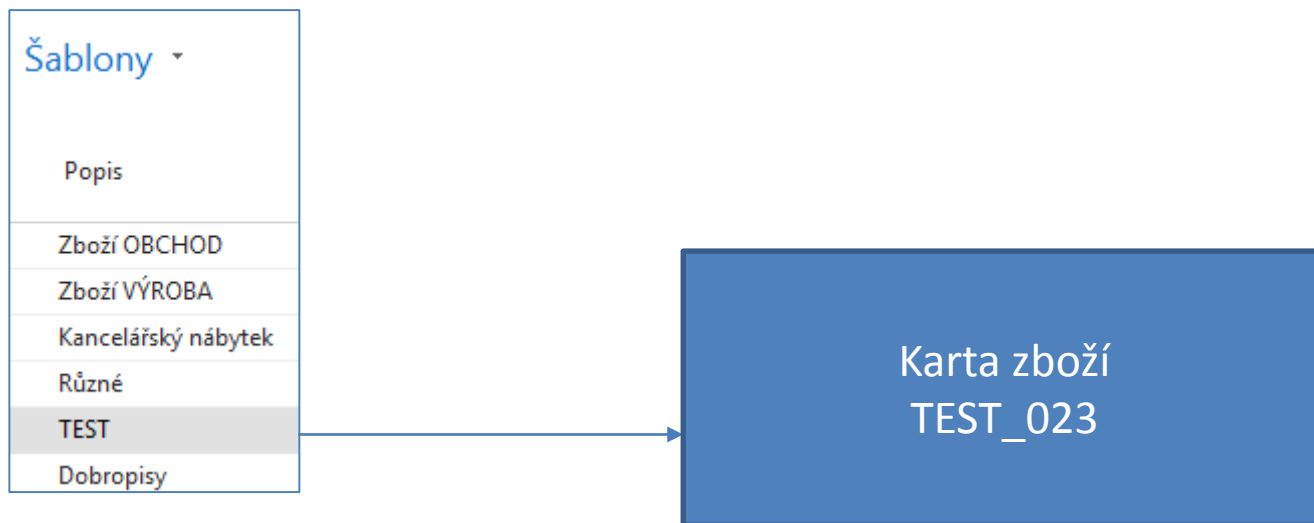 Šablony
Popis
Zboží OBCHOD
Zboží VÝROBA
Kancelářský nábytek
Různé
TEST
Dobropisy
Karta zboží
TEST_023